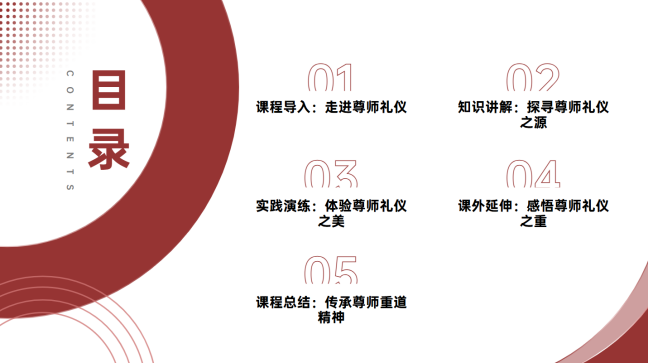 目录
CONTENTS
01
课程导入：走进尊师礼仪
02
知识讲解：探寻尊师礼仪
之源
03
实践演练：体验尊师礼仪
之美
04
课外延伸：感悟尊师礼仪
之重
05
课程总结：传承尊师重道
精神